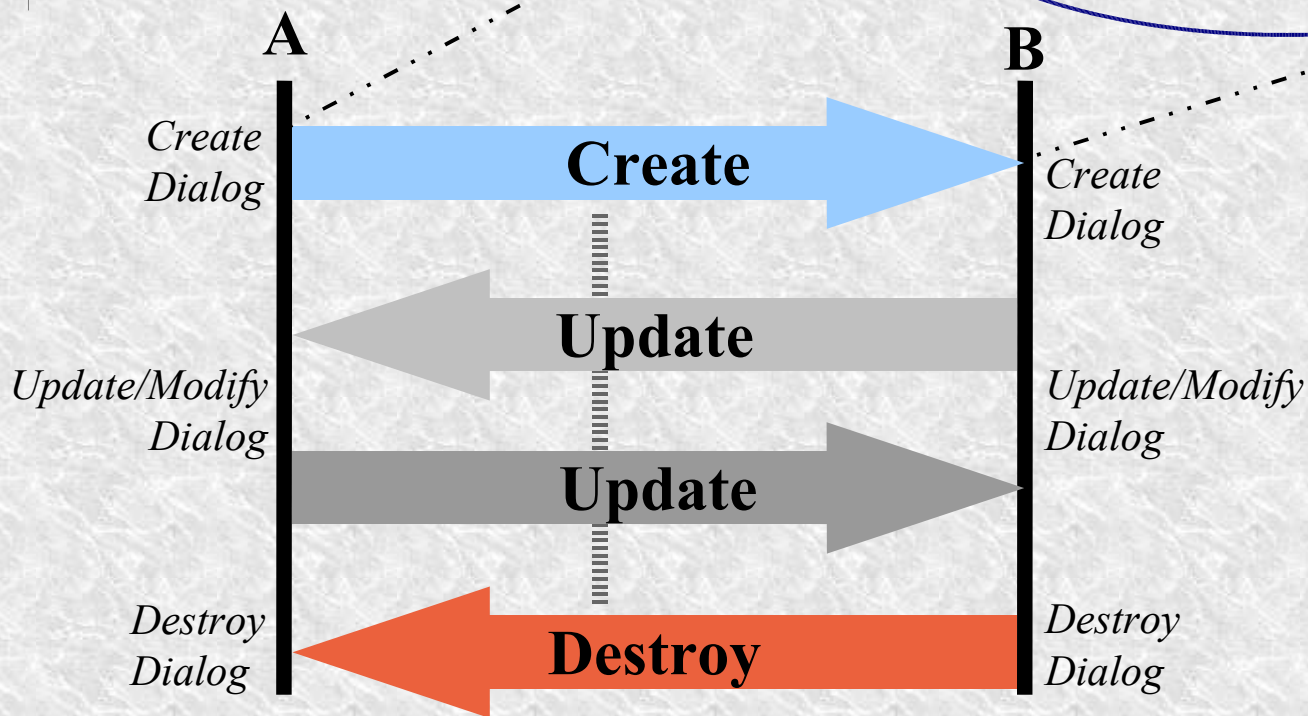 A
B
Create
Dialog
Create
Create
Dialog
Update
Update/Modify
Dialog
Update/Modify
Dialog
Update
Destroy
Dialog
Destroy
Destroy
Dialog